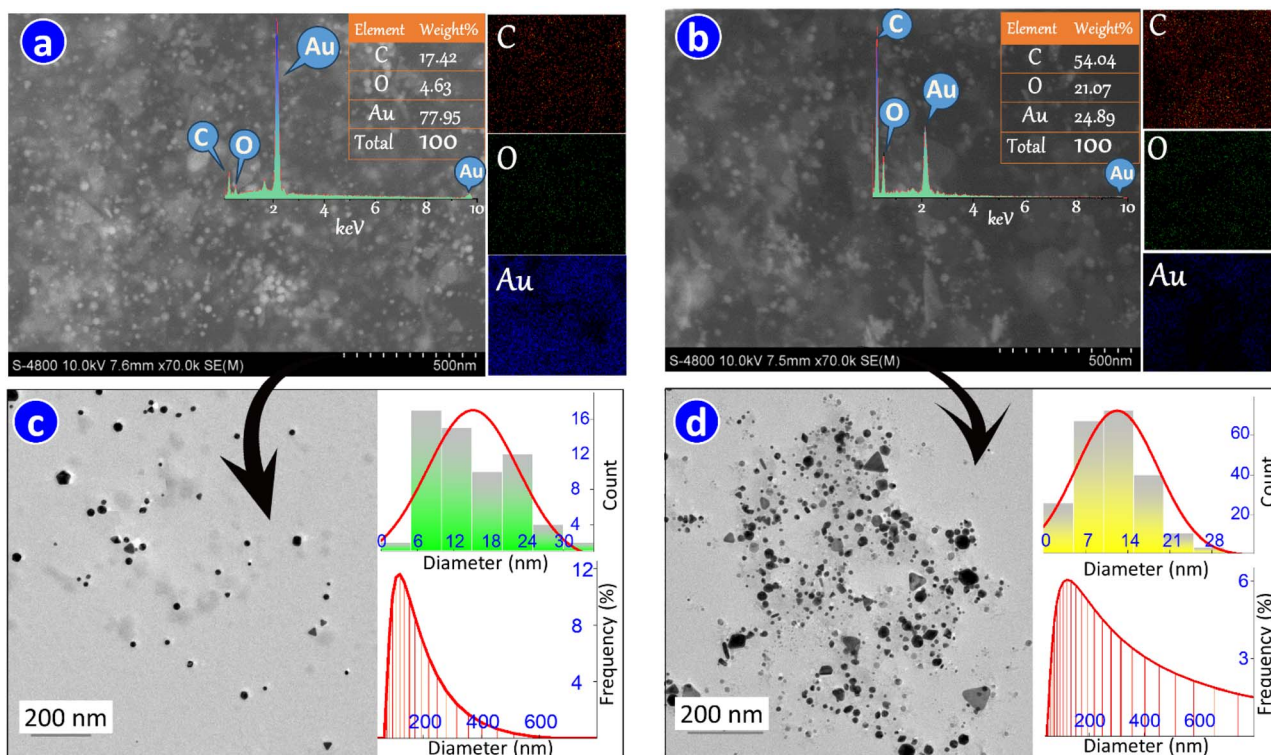 a
Element Weight%
C 17.42
O 4.63
Au 77.95
Total 100
Au
C
O
Au
2 4 6 8 10
keV
S-4800 10.0kV 7.6mm x70.0k SE(M)
500nm
C
O
Au
b
Element Weight%
C 54.04
O 21.07
Au 24.89
Total 100
C
O
Au
Au
2 4 6 8 10
keV
S-4800 10.0kV 7.5mm x70.0k SE(M)
500nm
C
O
Au
c
200 nm
16
12
8
4
Count
0 6 12 18 24 30
Diameter (nm)
12
8
4
Frequency (%)
200 400 600
Diameter (nm)
d
200 nm
60
40
20
Count
0 7 14 21 28
Diameter (nm)
6
3
Frequency (%)
200 400 600
Diameter (nm)